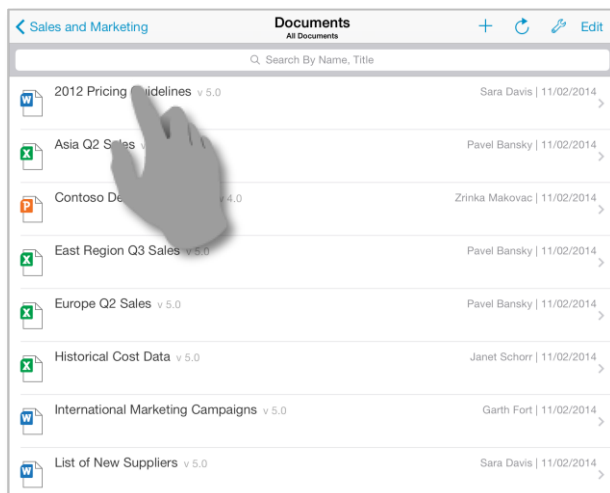 Sales and Marketing
Documents
All Documents
Edit
Search By Name, Title
2012 Pricing Guidelines v 5.0
Sara Davis | 11/02/2014
Asia Q2 Sales v
Pavel Bansky | 11/02/2014
Contoso 4.0
Zrinka Makovac | 11/02/2014
East Region Q3 Sales v 5.0
Pavel Bansky | 11/02/2014
Europe Q2 Sales v 5.0
Pavel Bansky | 11/02/2014
Historical Cost Data v 5.0
Janet Schorr | 11/02/2014
International Marketing Campaigns v 5.0
Garth Fort | 11/02/2014
List of New Suppliers v 5.0
Sara Davis | 11/02/2014